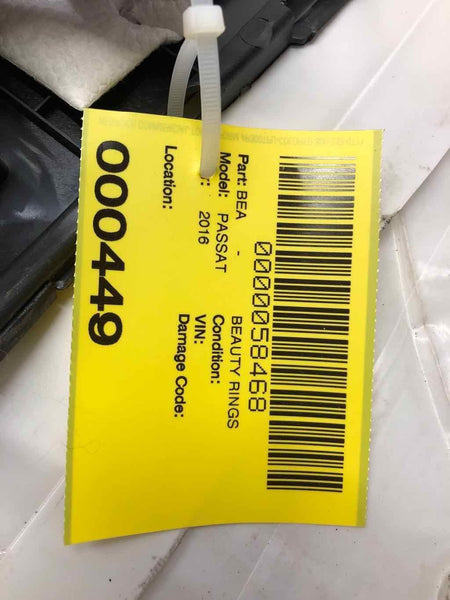 0000058468
Part: BEA - BEAUTY RINGS
Model: PASSAT Condition:
2016 VIN:
Location: Damage Code:
000449